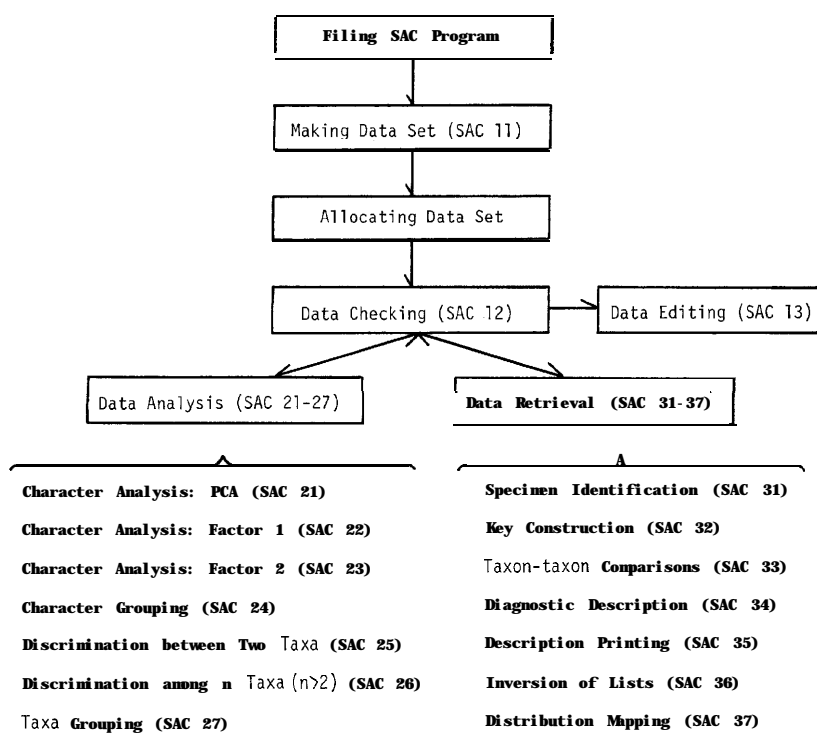 Filing SAC Program
Making Data Set (SAC 11)
Allocating Data Set
Data Checking (SAC 12)
Data Editing (SAC 13)
Data Analysis (SAC 21-27)
Data Retrieval (SAC 31-37)
Character Analysis: PCA (SAC 21)
Character Analysis: Factor 1 (SAC 22)
Character Analysis: Factor 2 (SAC 23)
Character Grouping (SAC 24)
Discrimination between Two Taxa (SAC 25)
Discrimination among n Taxa (n>2) (SAC 26)
Taxa Grouping (SAC 27)
Specimen Identification (SAC 31)
Key Construction (SAC 32)
Taxon-taxon Comparisons (SAC 33)
Diagnostic Description (SAC 34)
Description Printing (SAC 35)
Inversion of Lists (SAC 36)
Distribution Mapping (SAC 37)